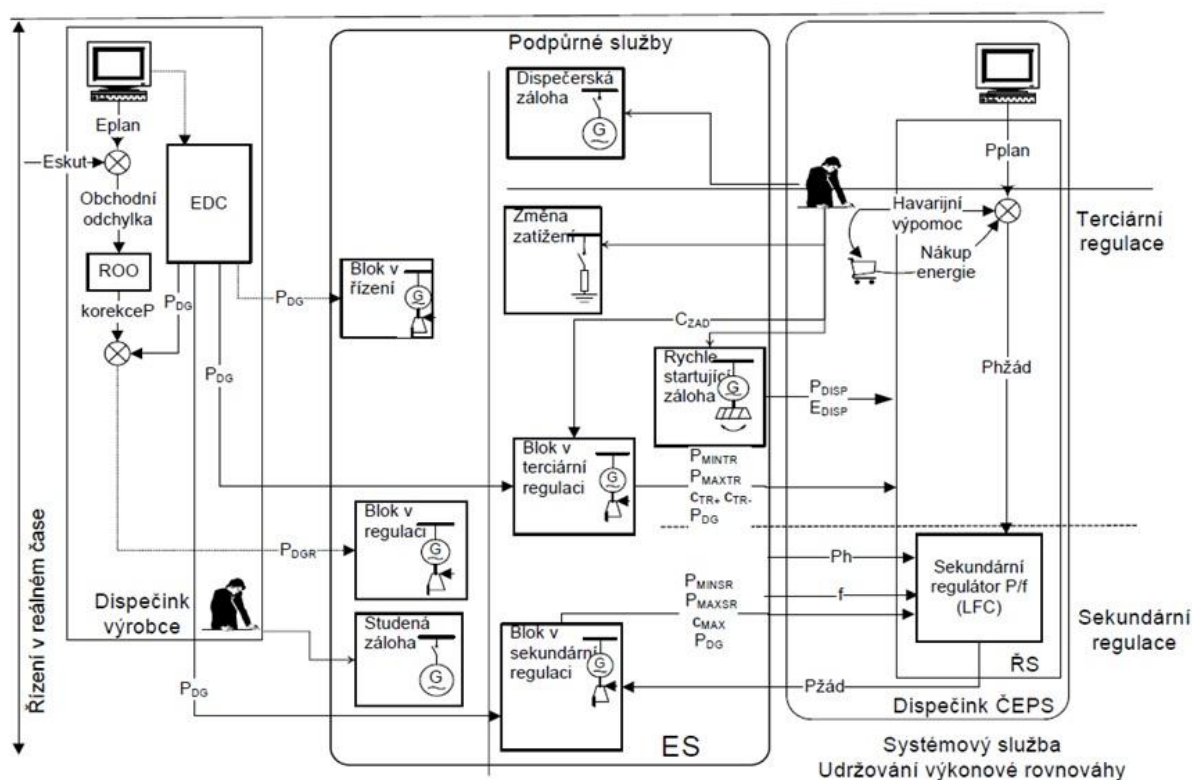 Řízení v reálném čase
Eplan
Eskut
Obchodní
odchylka
EDC
ROO
korekceP
PDG
PDG
PDG
PDG
PDGR
Dispečink
výrobce
Podpůrné služby
Dispečerská
záloha
G
Změna
zatížení
Blok v
řízení
G
CZAD
Rychle
startující
záloha
G
Blok v
terciární
regulaci
G
Blok v
regulaci
G
Studená
záloha
G
Blok v
sekundární
regulaci
G
ES
PDISP
EDISP
PMINTR
PMAXTR
cTR+ cTR-
PDG
Ph
f
PMINSR
PMAXSR
cMAX
PDG
Pžád
Pplan
Havarijní
výpomoc
Nákup
energie
Phžád
Sekundární
regulátor P/f
(LFC)
ŘS
Dispečink ČEPS
Terciární
regulace
Sekundární
regulace
Systémový služba
Udržování výkonové rovnováhy